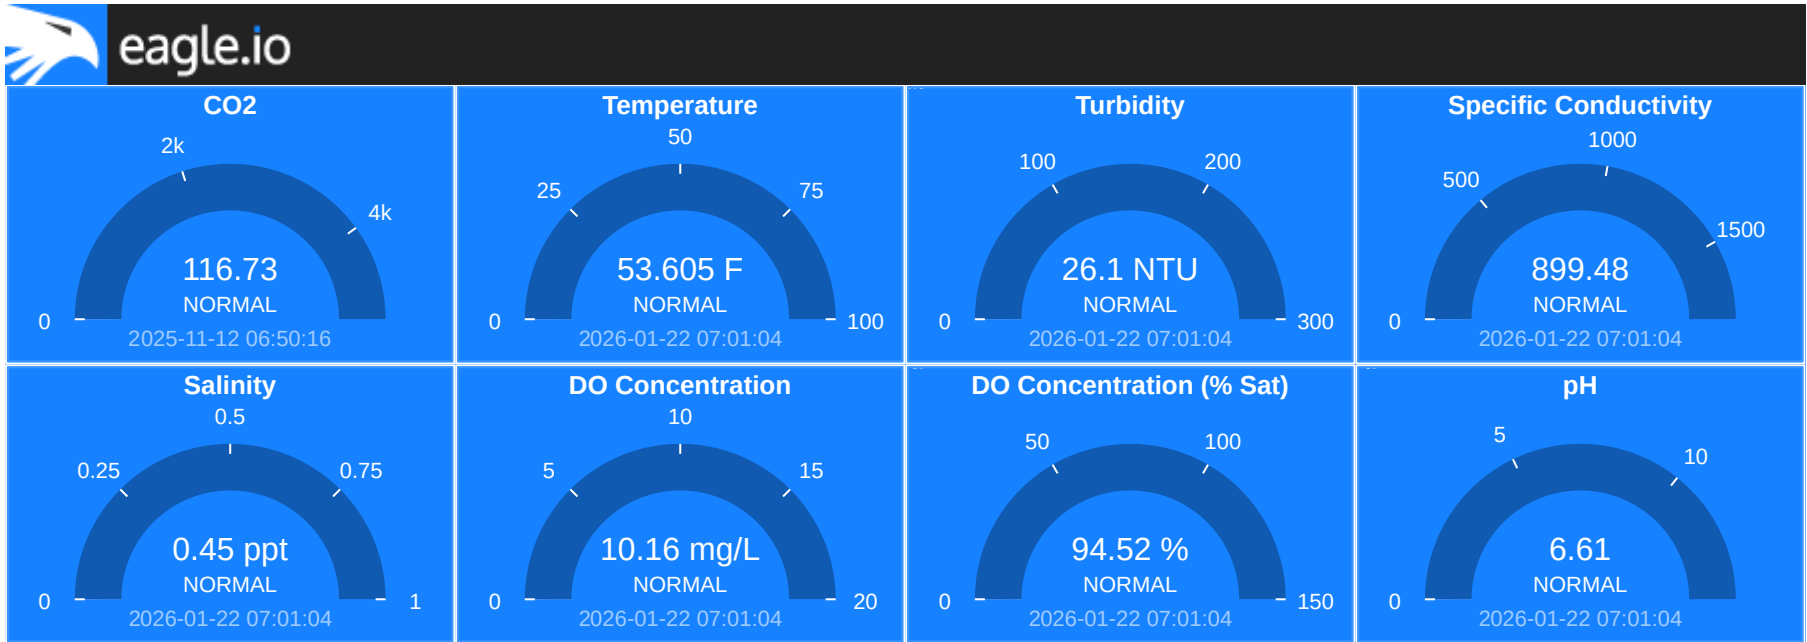 eagle.io
CO2
2k
4k
0
116.73
NORMAL
2025-11-12 06:50:16
Temperature
50
25
75
0
100
53.605 F
NORMAL
2026-01-22 07:01:04
Turbidity
100
200
0
300
26.1 NTU
NORMAL
2026-01-22 07:01:04
Specific Conductivity
1000
500
1500
0
899.48
NORMAL
2026-01-22 07:01:04
Salinity
0.5
0.25
0.75
0
1
0.45 ppt
NORMAL
2026-01-22 07:01:04
DO Concentration
10
5
15
0
20
10.16 mg/L
NORMAL
2026-01-22 07:01:04
DO Concentration (% Sat)
50
100
0
150
94.52 %
NORMAL
2026-01-22 07:01:04
pH
5
10
0
6.61
NORMAL
2026-01-22 07:01:04